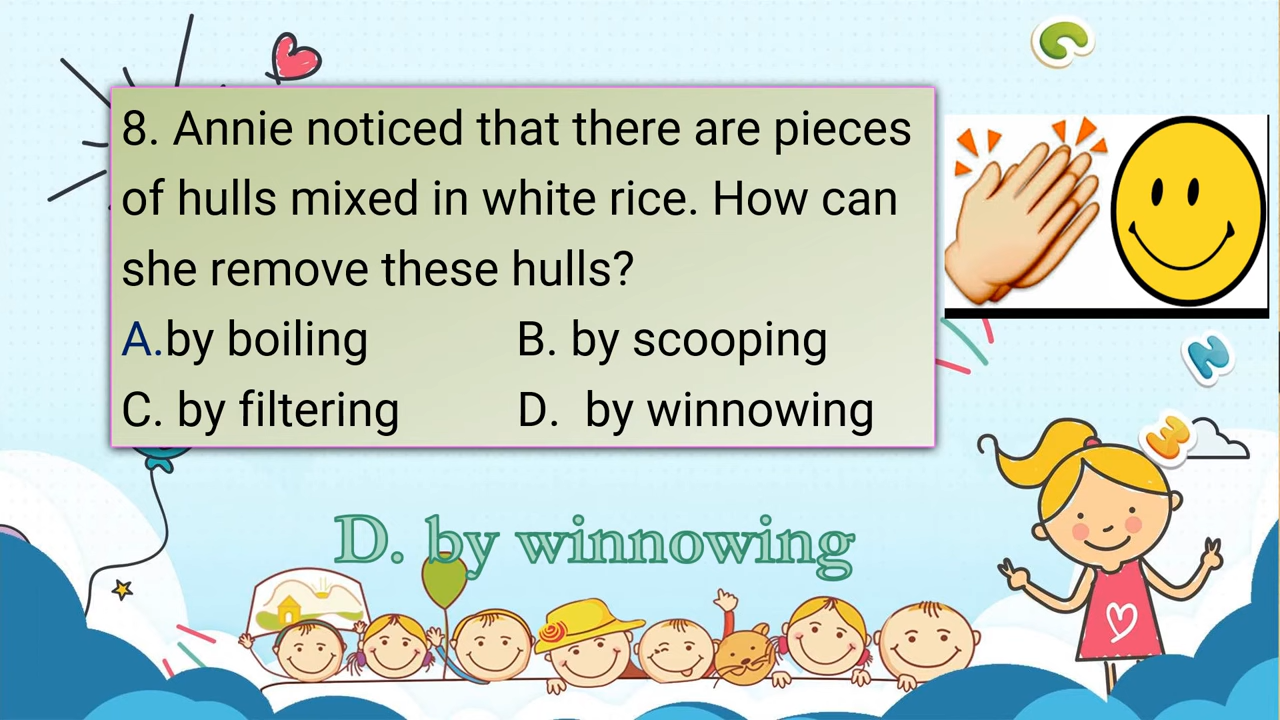 8. Annie noticed that there are pieces
of hulls mixed in white rice. How can
she remove these hulls?
A.by boiling B. by scooping
C. by filtering D. by winnowing
D. by winnowing